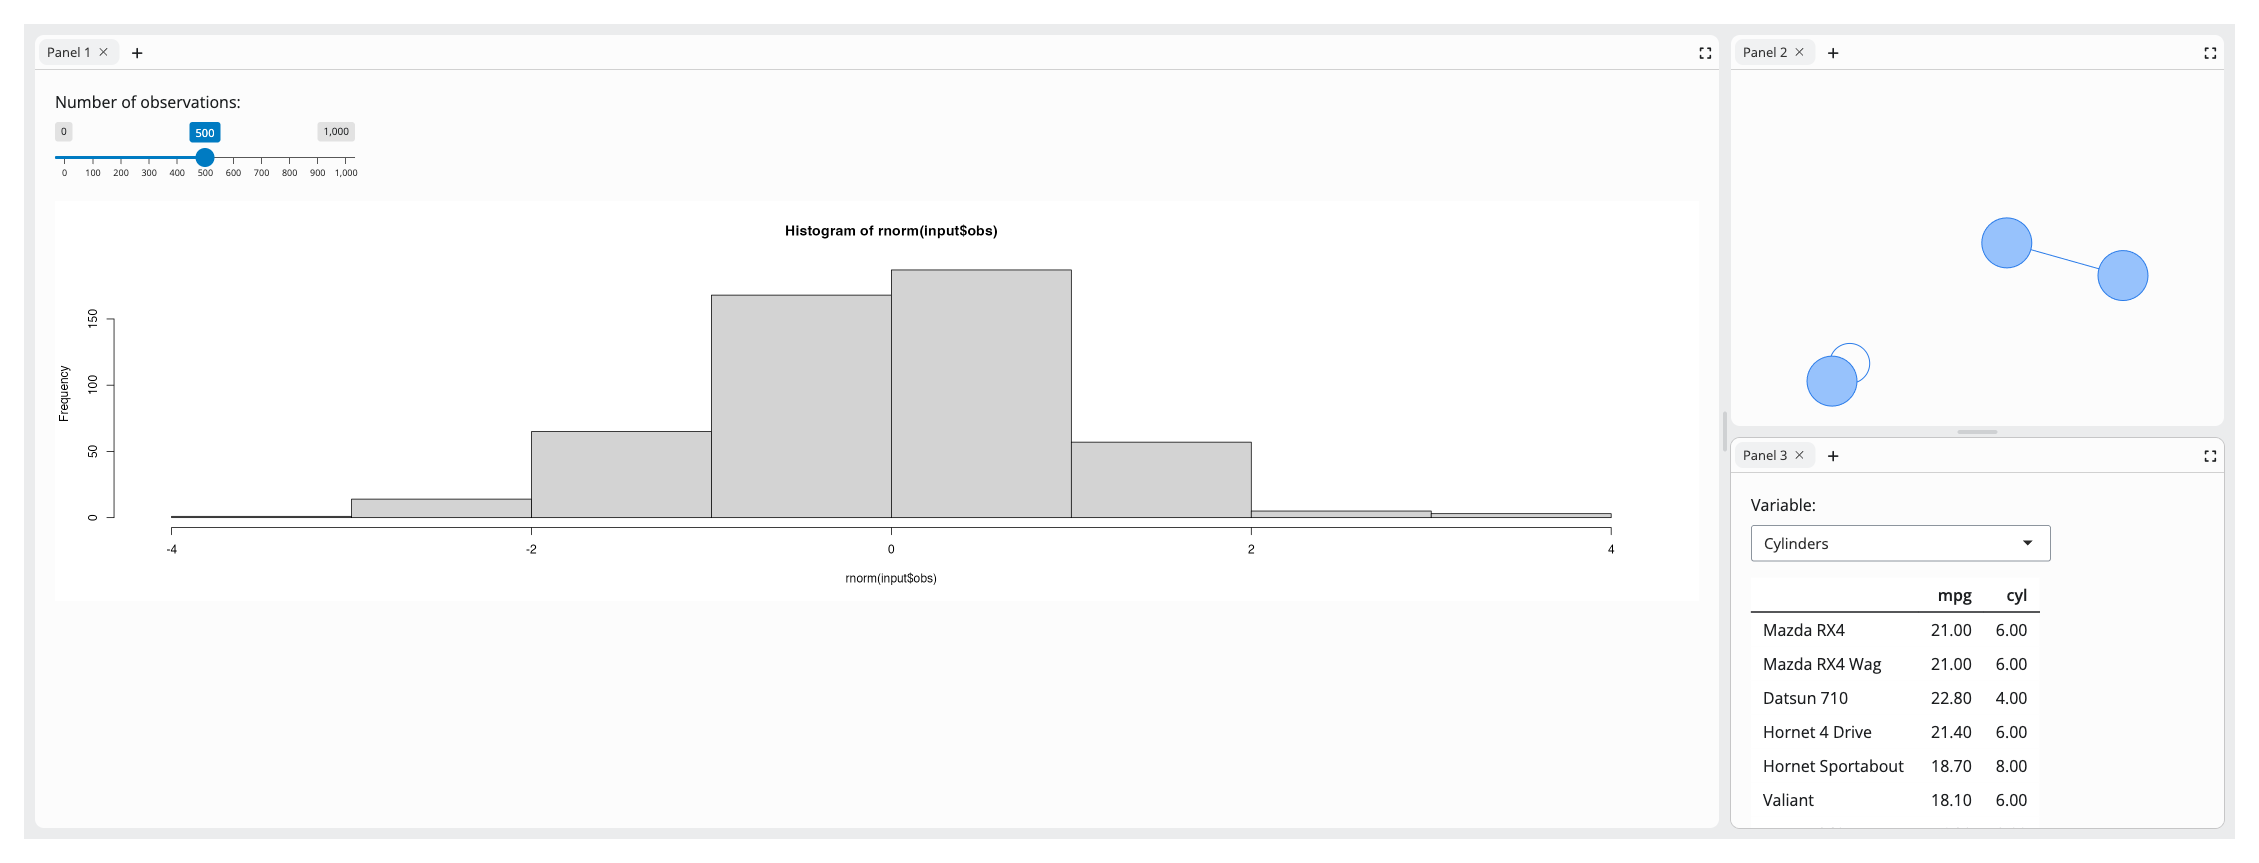 Panel 1
Number of observations:
0 500 1,000
0 100 200 300 400 500 600 700 800 900 1,000
Histogram of rnorm(input$obs)
Frequency
150
100
50
0
-4 -2 0 2 4
rnorm(input$obs)
Panel 2
Panel 3
Variable:
Cylinders
mpg cyl
Mazda RX4 21.00 6.00
Mazda RX4 Wag 21.00 6.00
Datsun 710 22.80 4.00
Hornet 4 Drive 21.40 6.00
Hornet Sportabout 18.70 8.00
Valiant 18.10 6.00